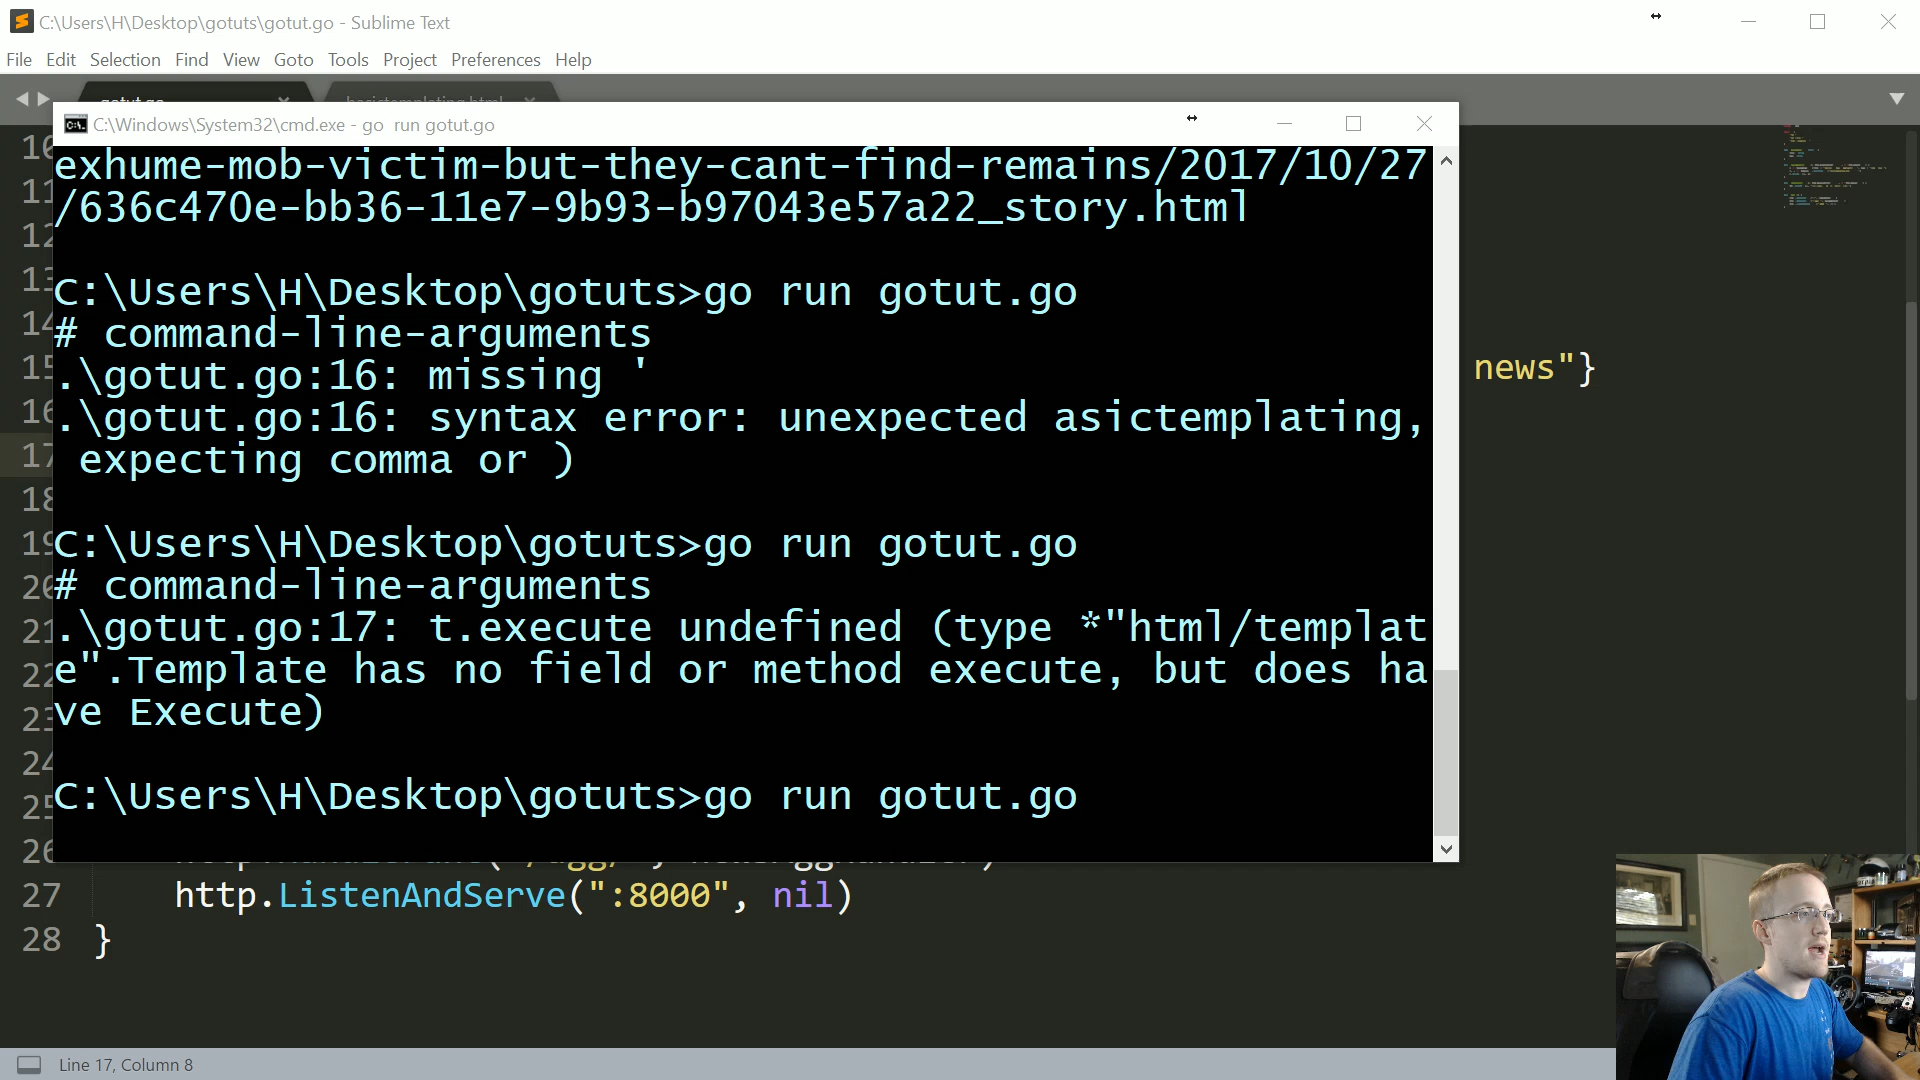 C:\Users\H\Desktop\gotuts\gotut.go - Sublime Text
File Edit Selection Find View Goto Tools Project Preferences Help
gotut.go basictemplating.html
C:\Windows\System32\cmd.exe - go  run gotut.go
exhume-mob-victim-but-they-cant-find-remains/2017/10/27
/636c470e-bb36-11e7-9b93-b97043e57a22_story.html
C:\Users\H\Desktop\gotuts>go run gotut.go
# command-line-arguments
.\gotut.go:16: missing '
.\gotut.go:16: syntax error: unexpected asictemplating,
 expecting comma or )
C:\Users\H\Desktop\gotuts>go run gotut.go
# command-line-arguments
.\gotut.go:17: t.execute undefined (type *"html/templat
e".Template has no field or method execute, but does ha
ve Execute)
C:\Users\H\Desktop\gotuts>go run gotut.go
news"}
27 http.ListenAndServe(":8000", nil)
28 }
Line 17, Column 8